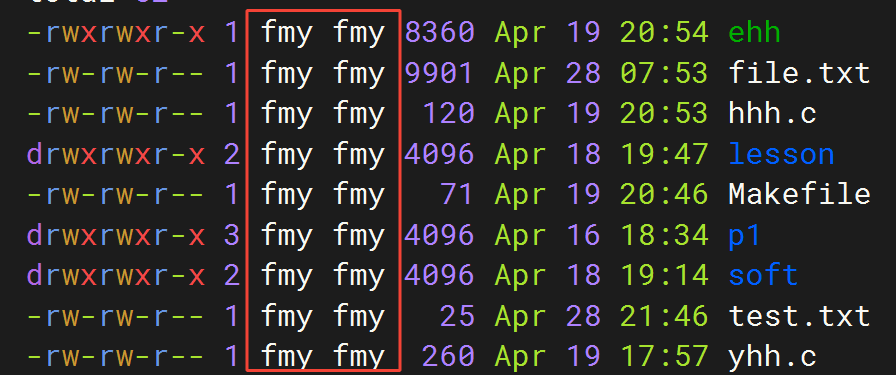 -rwxrwxr-x 1 fmy fmy 8360 Apr 19 20:54 ehh
-rw-rw-r-- 1 fmy fmy 9901 Apr 28 07:53 file.txt
-rw-rw-r-- 1 fmy fmy 120 Apr 19 20:53 hhh.c
drwxrwxr-x 2 fmy fmy 4096 Apr 18 19:47 lesson
-rw-rw-r-- 1 fmy fmy 71 Apr 19 20:46 Makefile
drwxrwxr-x 3 fmy fmy 4096 Apr 16 18:34 p1
drwxrwxr-x 2 fmy fmy 4096 Apr 18 19:14 soft
-rw-rw-r-- 1 fmy fmy 25 Apr 28 21:46 test.txt
-rw-rw-r-- 1 fmy fmy 260 Apr 19 17:57 yhh.c